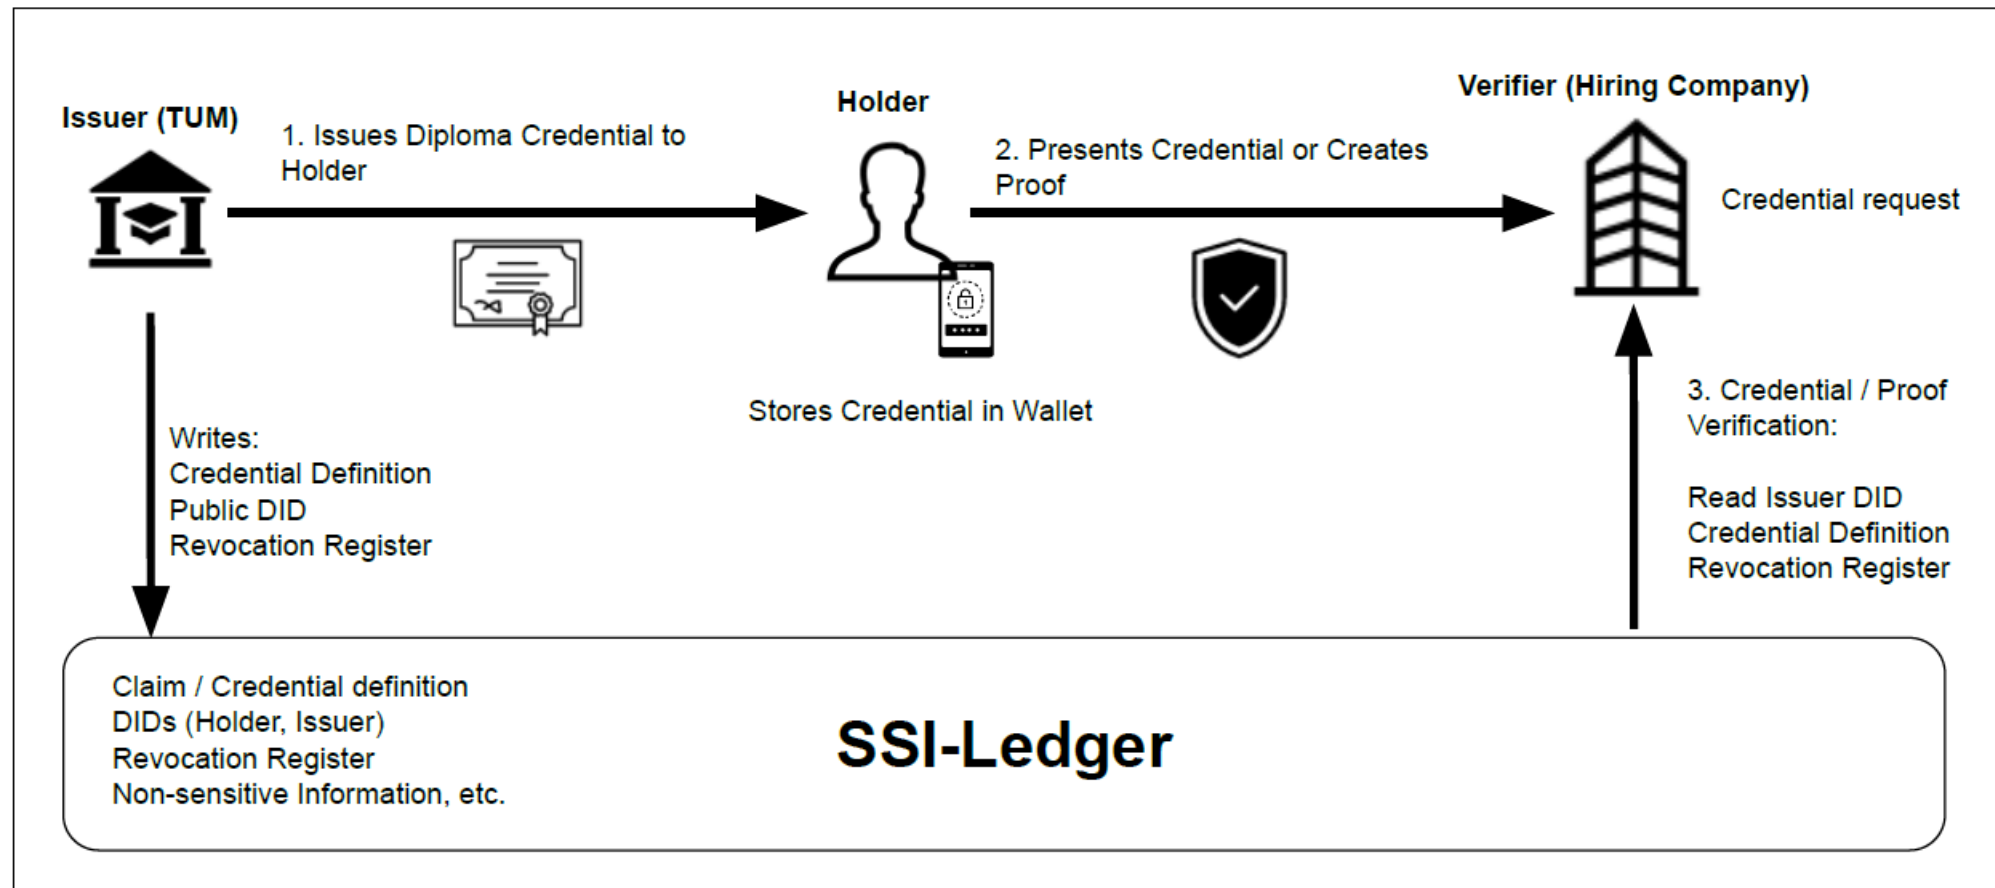 Issuer (TUM)
1. Issues Diploma Credential to
Holder
Holder
2. Presents Credential or Creates
Proof
Verifier (Hiring Company)
Credential request
Stores Credential in Wallet
Writes:
Credential Definition
Public DID
Revocation Register
3. Credential / Proof
Verification:
Read Issuer DID
Credential Definition
Revocation Register
Claim / Credential definition
DIDs (Holder, Issuer)
Revocation Register
Non-sensitive Information, etc.
SSI-Ledger